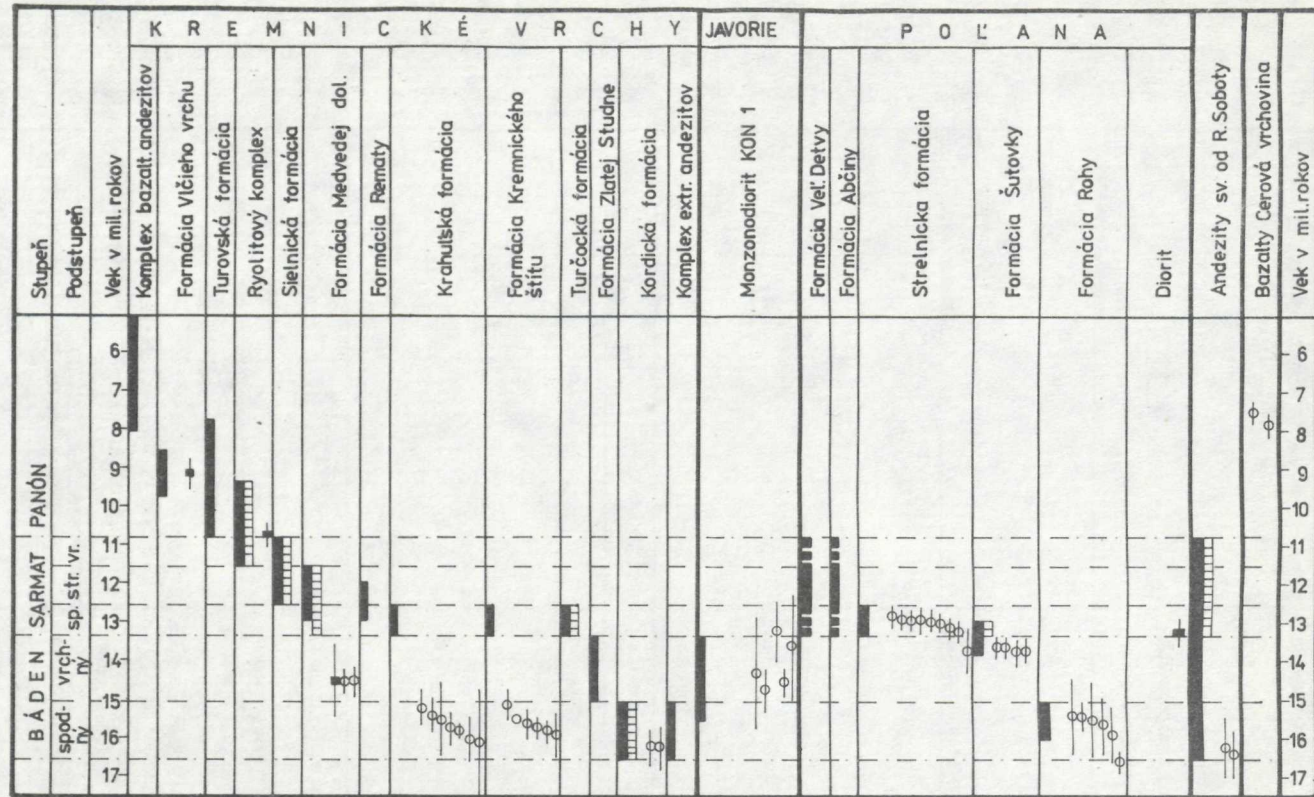 KREMNICKÉ VRCHY
JAVORIE
POĽANA
Stupeň
Podstupeň
Vek v mil. rokov
Komplex bazalt. andezitov
Formácia Vlčieho vrchu
Turovská formácia
Ryolitový komplex
Sielnická formácia
Formácia Medvedej dol.
Formácia Rematy
Krahuľská formácia
Formácia Kremnického
štítu
Turčocká formácia
Formácia Zlatej Studne
Kordická formácia
Komplex extr. andezitov
Monzonodiorit KON 1
Formácia Veľ. Detvy
Formácia Abčiny
Strelnicka formácia
Formácia Šutovky
Formácia Rohy
Diorit
Andezity sv. od R. Soboty
Bazalty Cerová vrchovina
Vek v mil. rokov
PANÓN
SARMAT
vr.
str.
sp.
BÁDEN
vrch-
ný
spod-
ný
6
7
8
9
10
11
12
13
14
15
16
17
6
7
8
9
10
11
12
13
14
15
16
17